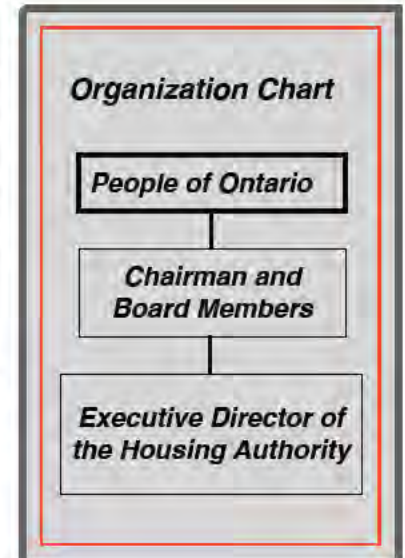 Organization Chart
People of Ontario
Chairman and
Board Members
Executive Director of
the Housing Authority